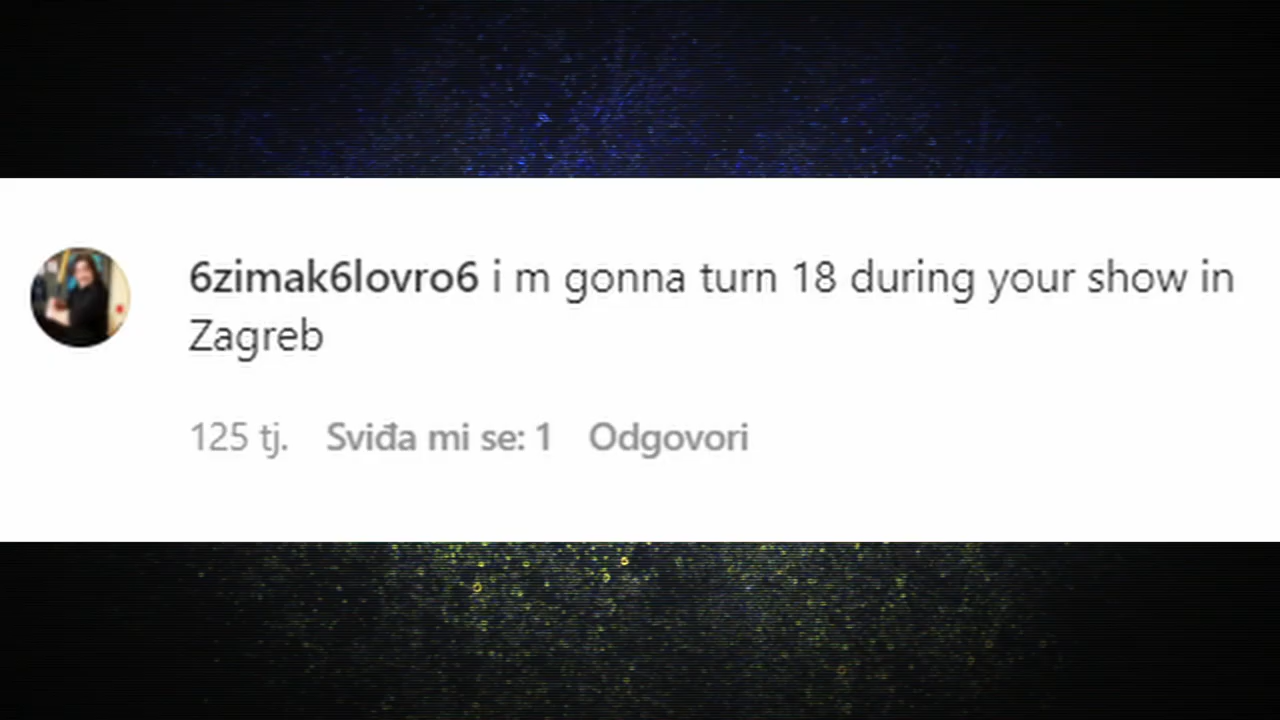 6zimak6lovro6 i m gonna turn 18 during your show in
Zagreb
125 tj. Sviđa mi se: 1 Odgovori